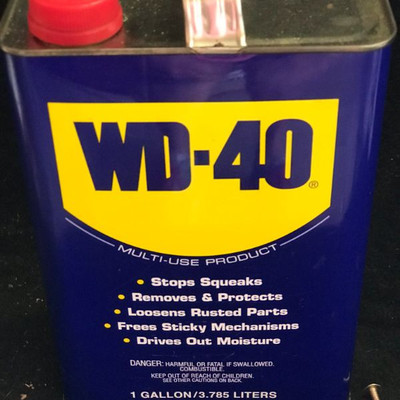 WD-40®
MULTI-USE PRODUCT
• Stops Squeaks
• Removes & Protects
• Loosens Rusted Parts
• Frees Sticky Mechanisms
• Drives Out Moisture
DANGER: HARMFUL OR FATAL IF SWALLOWED.
COMBUSTIBLE.
KEEP OUT OF REACH OF CHILDREN.
SEE OTHER CAUTIONS ON BACK.
1 GALLON/3.785 LITERS